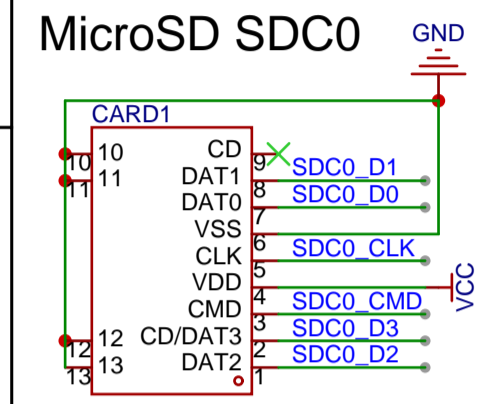 MicroSD SDC0
GND
CARD1
10 10 CD 9
11 11 DAT1 8 SDC0_D1
DAT0 7 SDC0_D0
VSS 6
CLK 5 SDC0_CLK
VDD 4 VCC
CMD 3 SDC0_CMD
12 12 CD/DAT3 2 SDC0_D3
13 13 DAT2 1 SDC0_D2